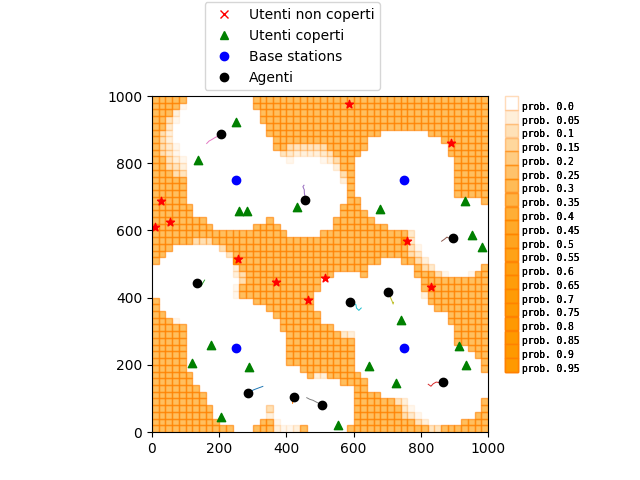 Utenti non coperti
Utenti coperti
Base stations
Agenti
1000
800
600
400
200
0
0 200 400 600 800 1000
prob. 0.0
prob. 0.05
prob. 0.1
prob. 0.15
prob. 0.2
prob. 0.25
prob. 0.3
prob. 0.35
prob. 0.4
prob. 0.45
prob. 0.5
prob. 0.55
prob. 0.6
prob. 0.65
prob. 0.7
prob. 0.75
prob. 0.8
prob. 0.85
prob. 0.9
prob. 0.95